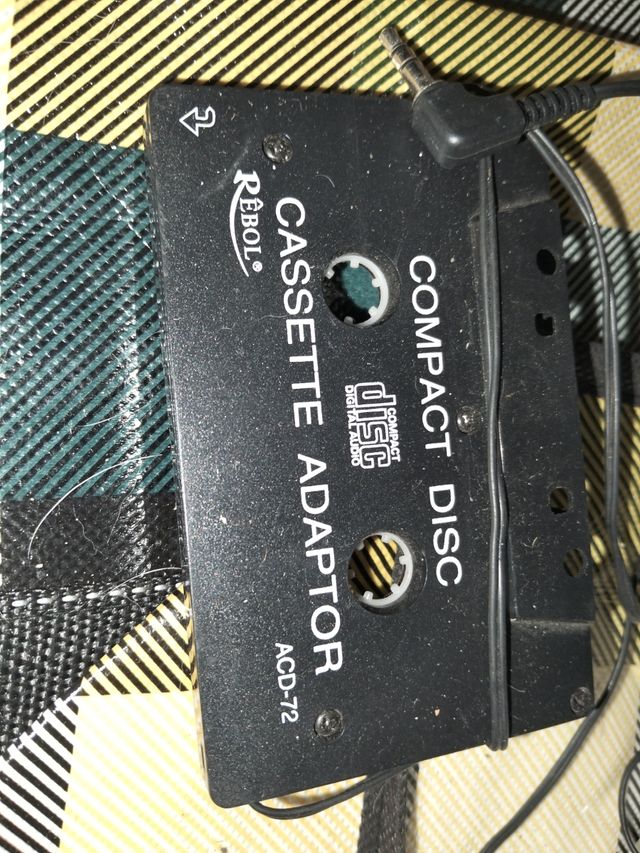 COMPACT DISC
COMPACT
disc
DIGITAL AUDIO
CASSETTE ADAPTOR
RÊBOL®
ACD-72